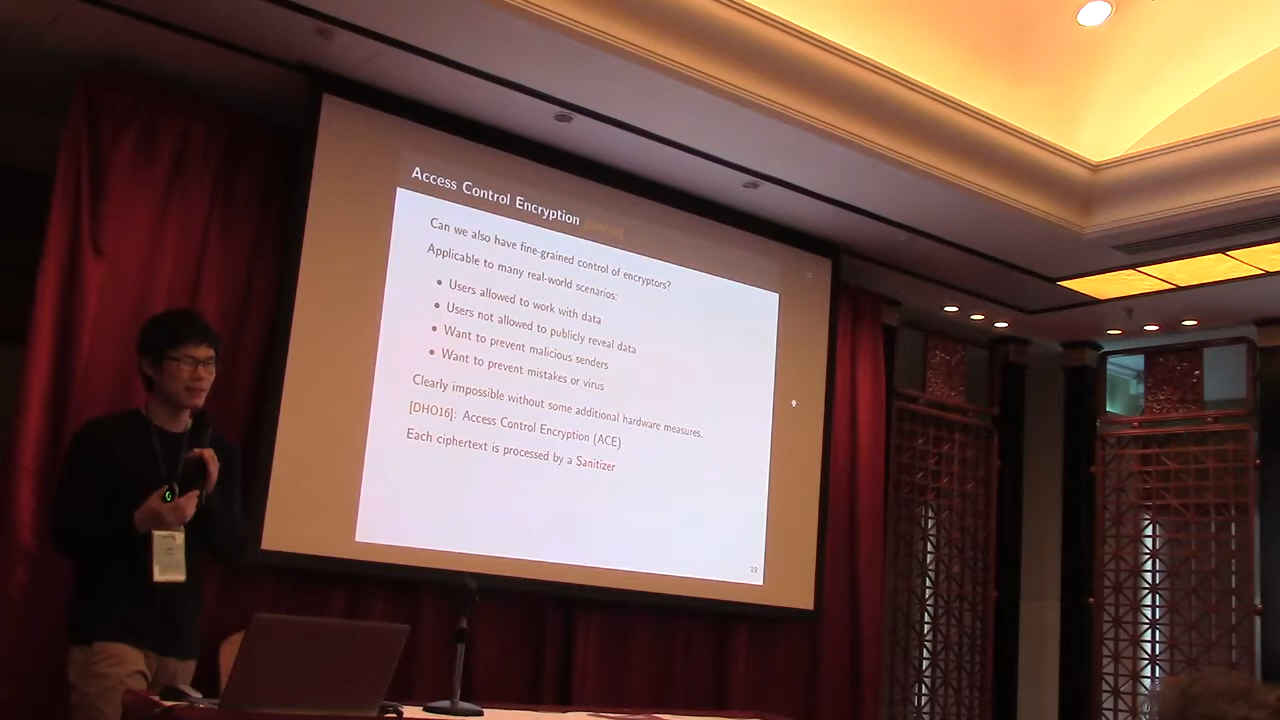 Access Control Encryption
Can we also have fine-grained control of encryptors?
Applicable to many real-world scenarios:
• Users allowed to work with data
• Users not allowed to publicly reveal data
• Want to prevent malicious senders
• Want to prevent mistakes or virus
Clearly impossible without some additional hardware measures.
[DHO16]: Access Control Encryption (ACE)
Each ciphertext is processed by a Sanitizer
19